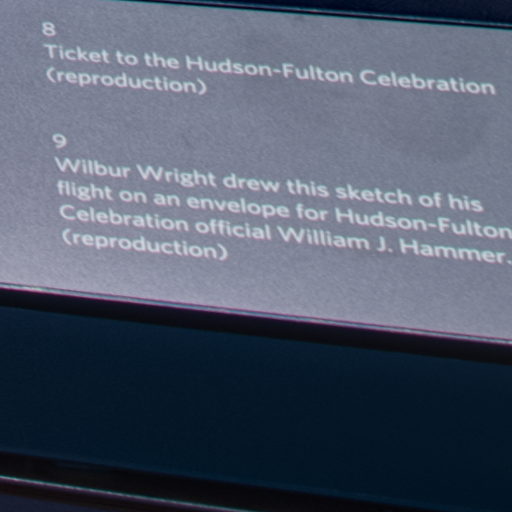 8
Ticket to the Hudson-Fulton Celebration
(reproduction)
9
Wilbur Wright drew this sketch of his
flight on an envelope for Hudson-Fulton
Celebration official William J. Hammer.
(reproduction)